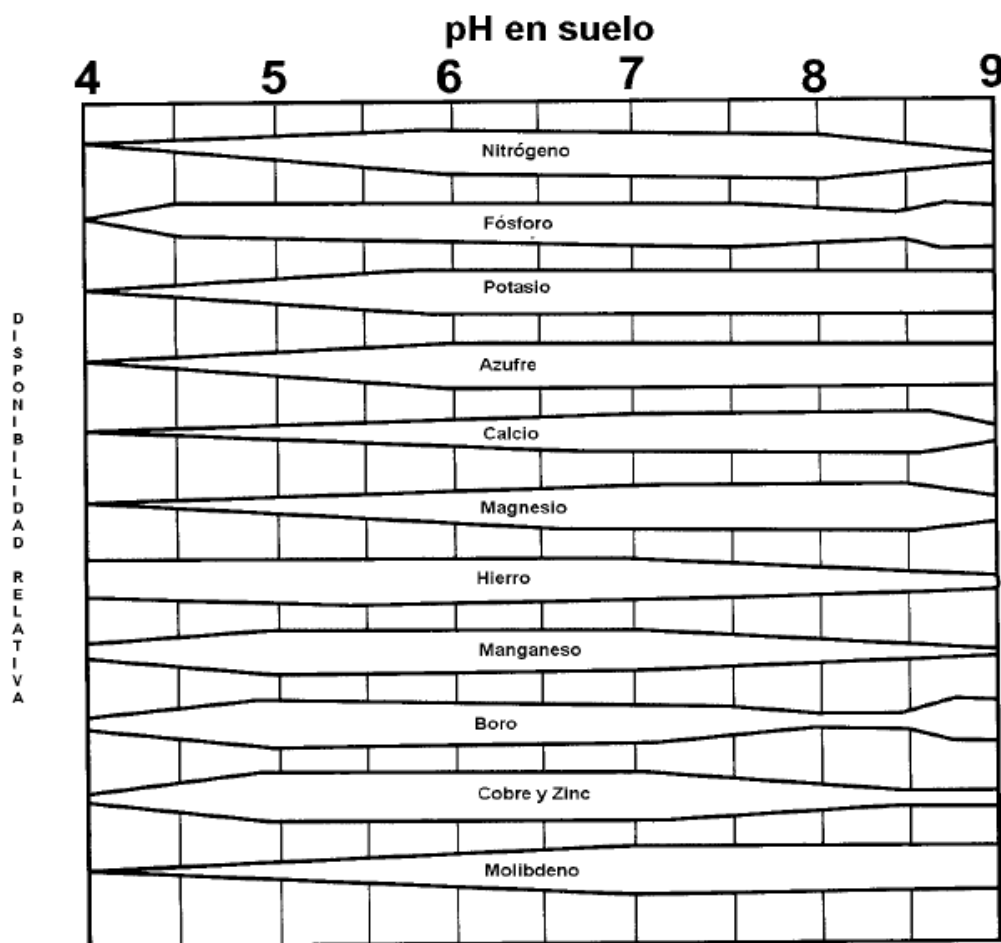 pH en suelo
4 5 6 7 8 9
Nitrógeno
Fósforo
Potasio
Azufre
Calcio
Magnesio
Hierro
Manganeso
Boro
Cobre y Zinc
Molibdeno
DISPONIBILIDAD RELATIVA